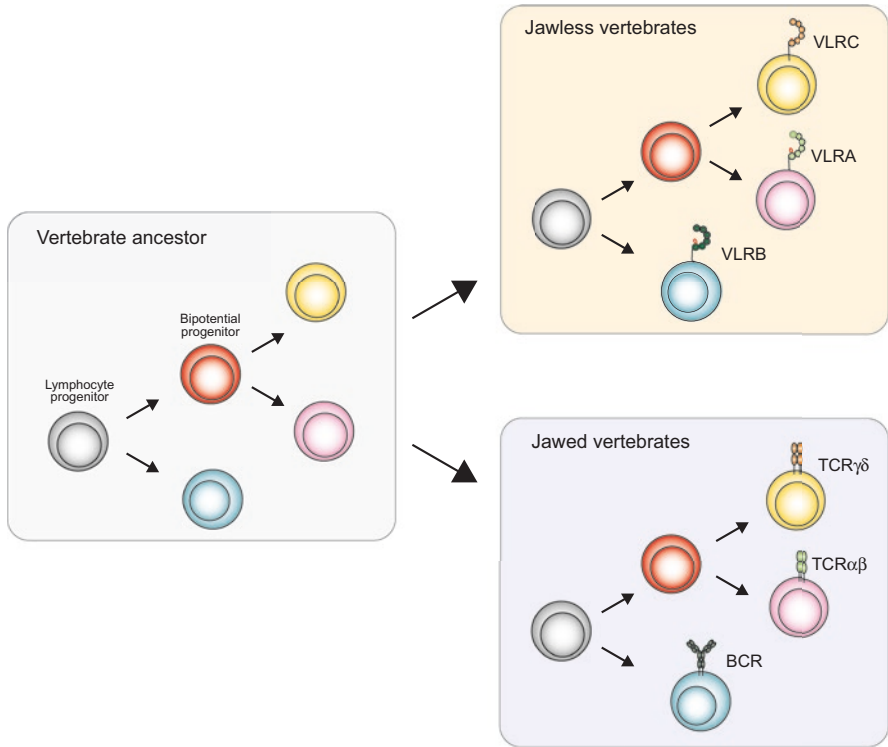 Jawless vertebrates
VLRC
VLRA
VLRB
Vertebrate ancestor
Bipotential
progenitor
Lymphocyte
progenitor
Jawed vertebrates
TCRγδ
TCRαβ
BCR